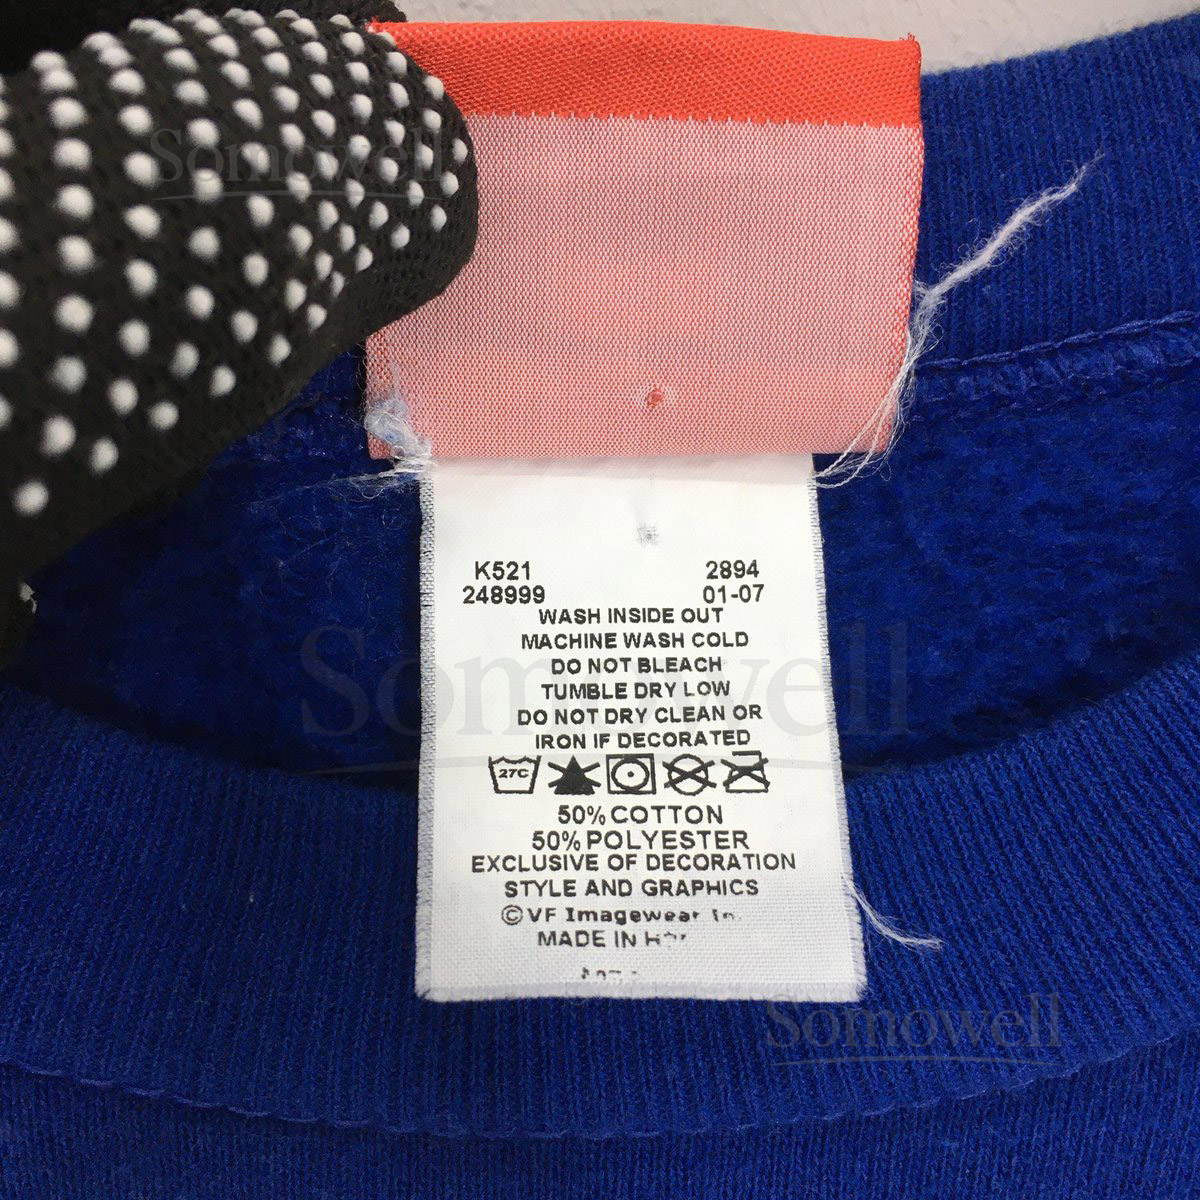 Somowell
K521 2894
248999 01-07
WASH INSIDE OUT
MACHINE WASH COLD
DO NOT BLEACH
TUMBLE DRY LOW
DO NOT DRY CLEAN OR
IRON IF DECORATED
Somowell
27C
50% COTTON
50% POLYESTER
EXCLUSIVE OF DECORATION
STYLE AND GRAPHICS
©VF Imagewear
MADE IN
Somowell